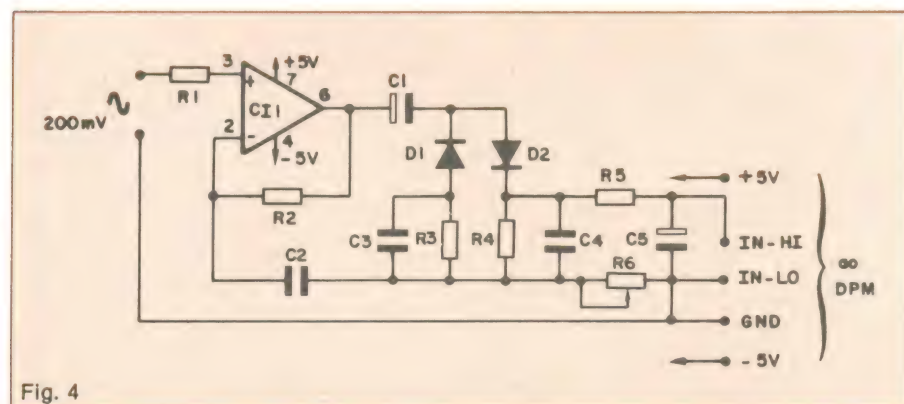 +5V
3
7
C1
R1
+
CI1
6
200mV
2
-
4
-5V
D1
D2
R5
+5V
R2
C3
R3
R4
C4
C5
IN-HI
C2
R6
IN-LO
ao
DPM
GND
-5V
Fig. 4